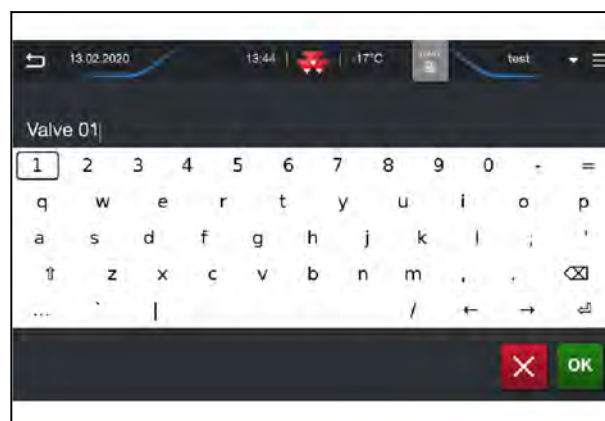 13.02.2020 13:44 -17°C START test
Valve 01
1 2 3 4 5 6 7 8 9 0 - =
q w e r t y u i o p
a s d f g h j k l ; '
⇧ z x c v b n m , . ⌫
... ` | / ← → ⏎
OK